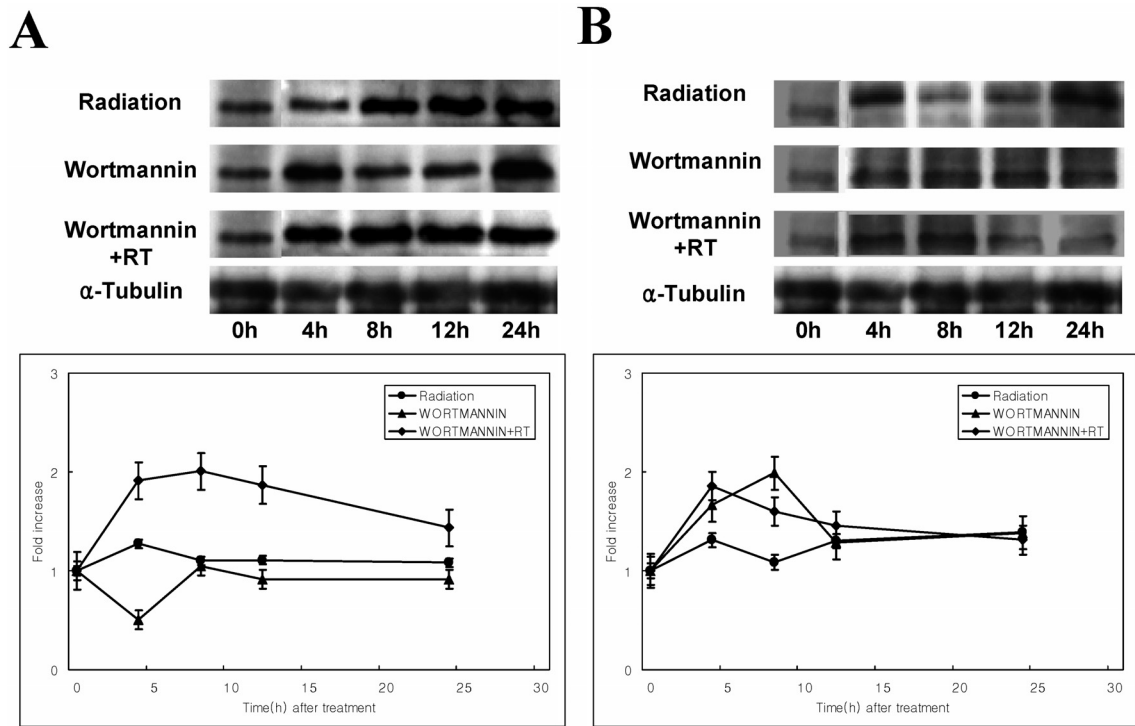 A
Radiation
Wortmannin
Wortmannin
+RT
α-Tubulin
0h 4h 8h 12h 24h
3
2
1
0
Fold increase
Radiation
WORTMANNIN
WORTMANNIN+RT
0 5 10 15 20 25 30
Time(h) after treatment
B
Radiation
Wortmannin
Wortmannin
+RT
α-Tubulin
0h 4h 8h 12h 24h
3
2
1
0
Fold increase
Radiation
WORTMANNIN
WORTMANNIN+RT
0 5 10 15 20 25 30
Time(h) after treatment